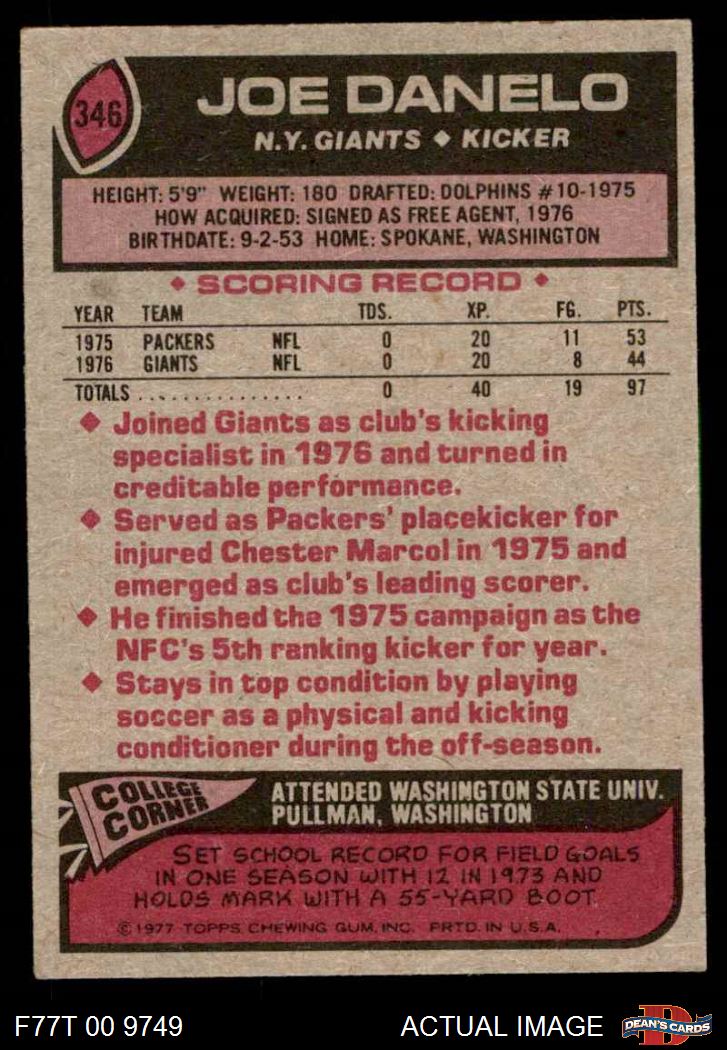 346
JOE DANELO
N.Y. GIANTS ◆ KICKER
HEIGHT: 5'9" WEIGHT: 180 DRAFTED: DOLPHINS #10-1975
HOW ACQUIRED: SIGNED AS FREE AGENT, 1976
BIRTHDATE: 9-2-53 HOME: SPOKANE, WASHINGTON
◆ SCORING RECORD ◆
YEAR TEAM TDS. XP. FG. PTS.
1975 PACKERS NFL 0 20 11 53
1976 GIANTS NFL 0 20 8 44
TOTALS . . . . . . . . . . . . . . . 0 40 19 97
◆ Joined Giants as club's kicking
specialist in 1976 and turned in
creditable performance.
◆ Served as Packers' placekicker for
injured Chester Marcol in 1975 and
emerged as club's leading scorer.
◆ He finished the 1975 campaign as the
NFC's 5th ranking kicker for year.
◆ Stays in top condition by playing
soccer as a physical and kicking
conditioner during the off-season.
COLLEGE
CORNER
ATTENDED WASHINGTON STATE UNIV.
PULLMAN, WASHINGTON
SET SCHOOL RECORD FOR FIELD GOALS
IN ONE SEASON WITH 12 IN 1973 AND
HOLDS MARK WITH A 55-YARD BOOT.
©1977 TOPPS CHEWING GUM, INC. PRTD. IN U.S.A.
F77T 00 9749
ACTUAL IMAGE
D
DEAN'S CARDS